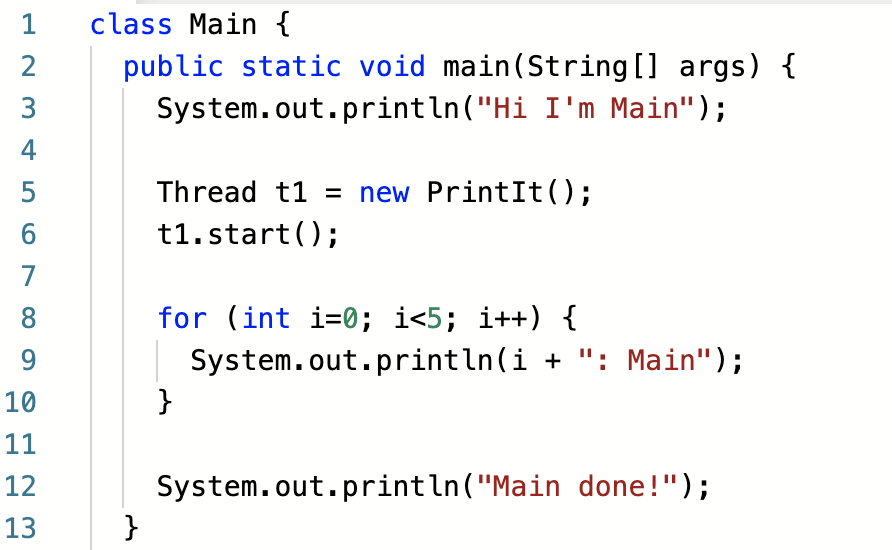 1 class Main {
2 public static void main(String[] args) {
3 System.out.println("Hi I'm Main");
4
5 Thread t1 = new PrintIt();
6 t1.start();
7
8 for (int i=0; i<5; i++) {
9 System.out.println(i + ": Main");
10 }
11
12 System.out.println("Main done!");
13 }